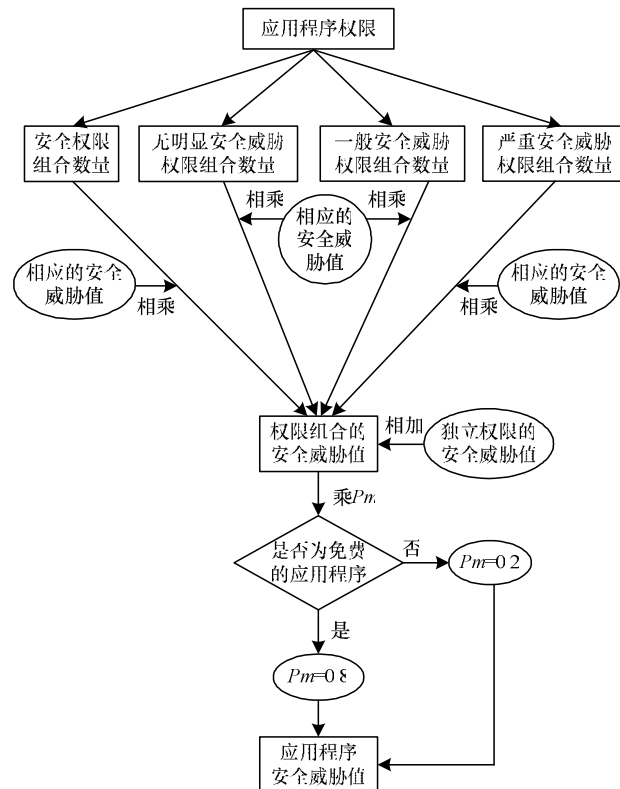 应用程序权限
安全权限
组合数量
无明显安全威胁
权限组合数量
一般安全威胁
权限组合数量
严重安全威胁
权限组合数量
相乘
相应的
安全威
胁值
相乘
相应的安全
威胁值
相乘
相乘
相应的安全
威胁值
权限组合的
安全威胁值
相加
独立权限的
安全威胁值
乘Pm
是否为免费
的应用程序
否
Pm=0.2
是
Pm=0.8
应用程序
安全威胁值